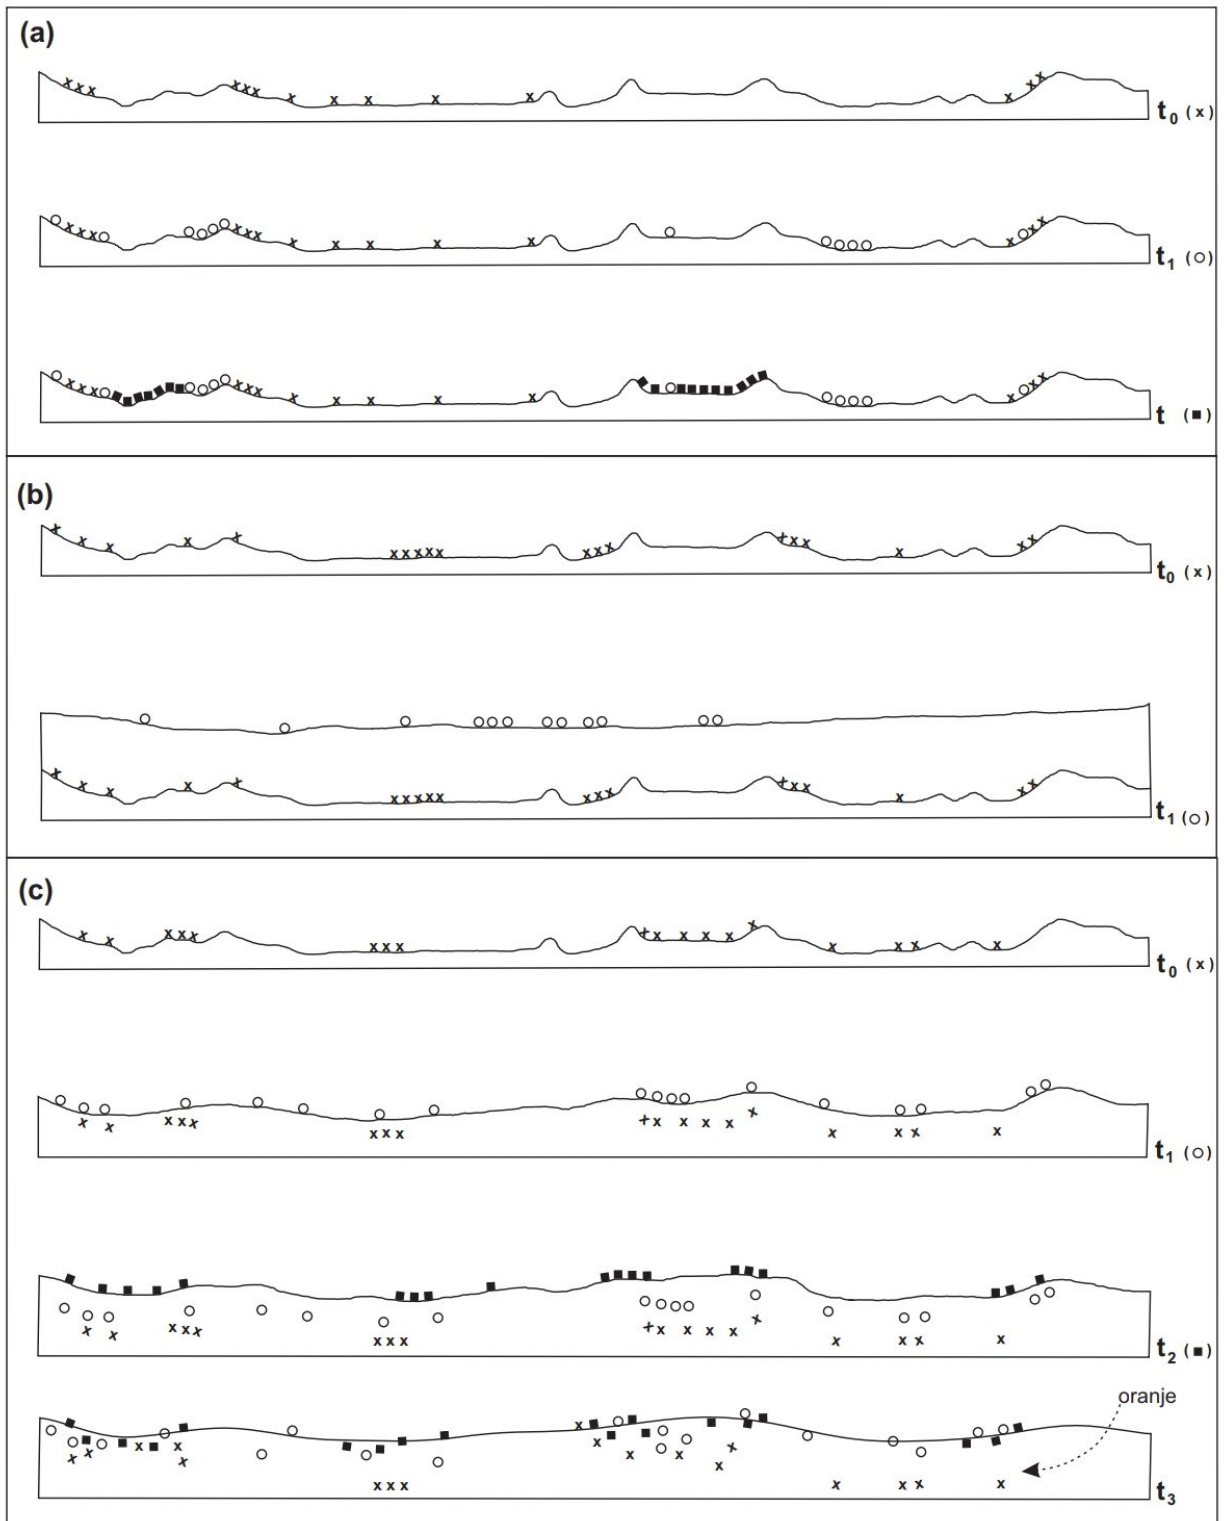 (a)
t0 (x)
t1 (○)
t (■)
(b)
t0 (x)
t1 (○)
(c)
t0 (x)
t1 (○)
t2 (■)
oranje
t3